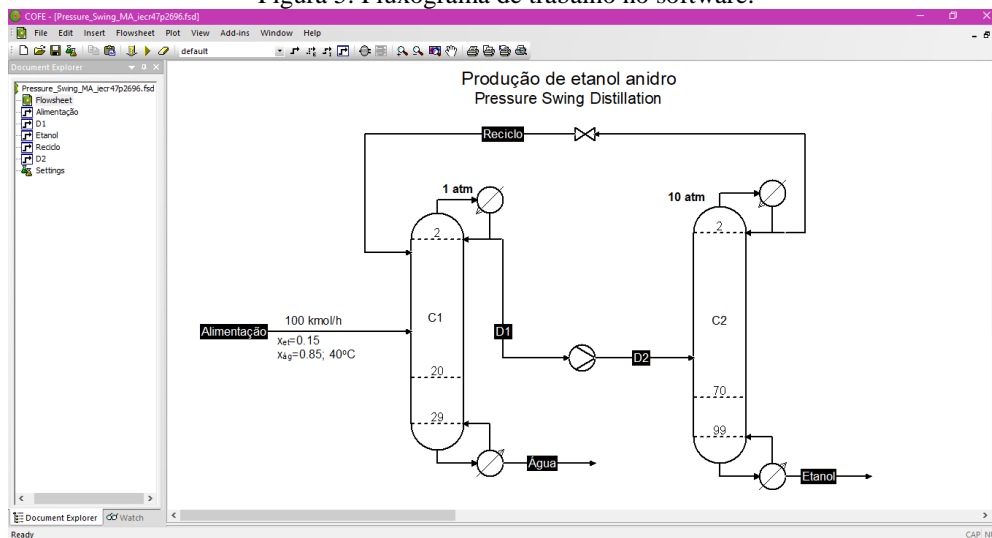 Figura 5. Fluxograma de trabalho no software.
COFE - [Pressure_Swing_MA_iecr47p2696.fsd]
File Edit Insert Flowsheet Plot View Add-ins Window Help
default
Document Explorer
Pressure_Swing_MA_iecr47p2696.fsd
Flowsheet
Alimentação
D1
Etanol
Reciclo
D2
Settings
Produção de etanol anidro
Pressure Swing Distillation
Reciclo
1 atm
10 atm
2
2
C1
C2
100 kmol/h
Alimentação
xet=0.15
xág=0.85; 40ºC
D1
D2
20
70
29
99
Água
Etanol
Document Explorer Watch
Ready
CAP